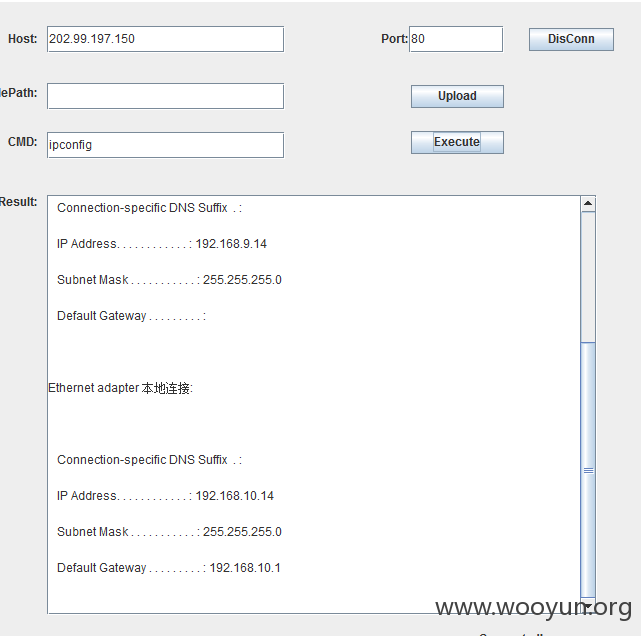 Host: 202.99.197.150 Port: 80 DisConn
ePath: Upload
CMD: ipconfig Execute
Result:
Connection-specific DNS Suffix . :
IP Address. . . . . . . . . . . . : 192.168.9.14
Subnet Mask . . . . . . . . . . . : 255.255.255.0
Default Gateway . . . . . . . . . :
Ethernet adapter 本地连接:
Connection-specific DNS Suffix . :
IP Address. . . . . . . . . . . . : 192.168.10.14
Subnet Mask . . . . . . . . . . . : 255.255.255.0
Default Gateway . . . . . . . . . : 192.168.10.1
www.wooyun.org